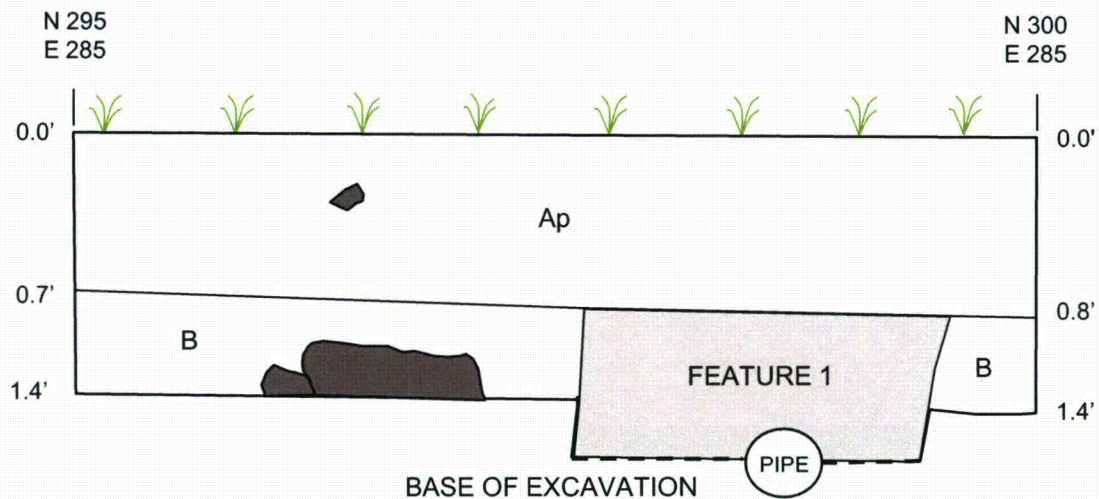 N 295
E 285
N 300
E 285
0.0'
0.0'
Ap
0.7'
0.8'
B
FEATURE 1
B
1.4'
1.4'
PIPE
BASE OF EXCAVATION